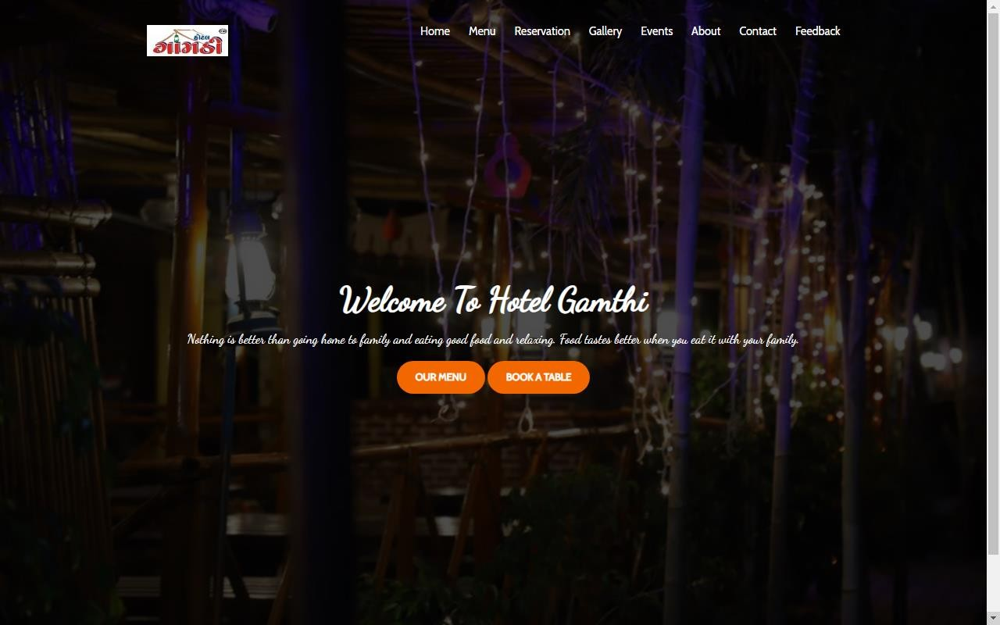 હોટલ
ગામઠી
Home Menu Reservation Gallery Events About Contact Feedback
Welcome To Hotel Gamthi
Nothing is better than going home to family and eating good food and relaxing. Food tastes better when you eat it with your family.
OUR MENU BOOK A TABLE